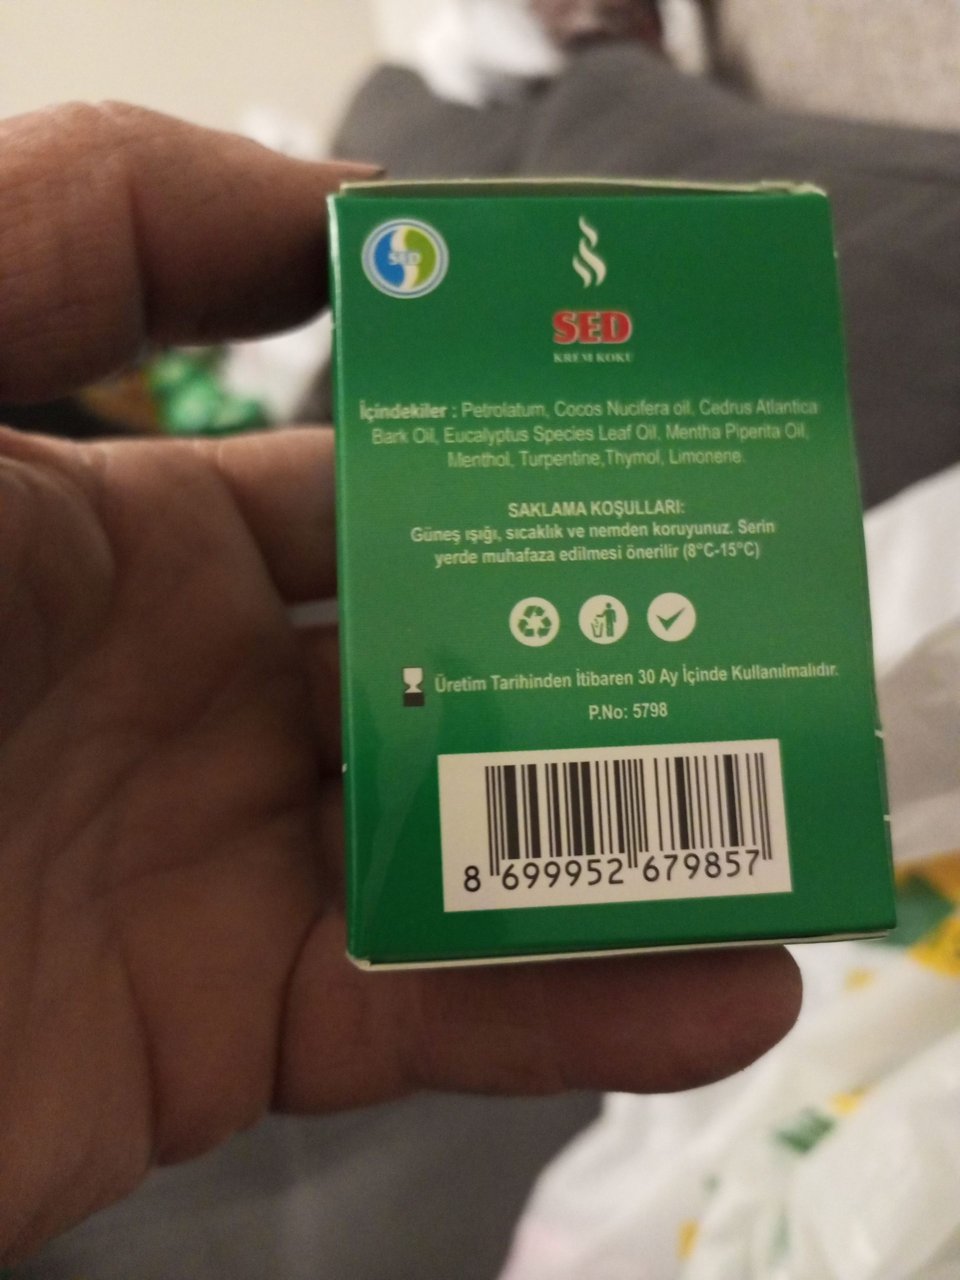 SED
SED
KREM KOKU
İçindekiler : Petrolatum, Cocos Nucifera oil, Cedrus Atlantica
Bark Oil, Eucalyptus Species Leaf Oil, Mentha Piperita Oil,
Menthol, Turpentine,Thymol, Limonene.
SAKLAMA KOŞULLARI:
Güneş ışığı, sıcaklık ve nemden koruyunuz. Serin
yerde muhafaza edilmesi önerilir (8°C-15°C)
Üretim Tarihinden İtibaren 30 Ay İçinde Kullanılmalıdır.
P.No: 5798
8 699952 679857